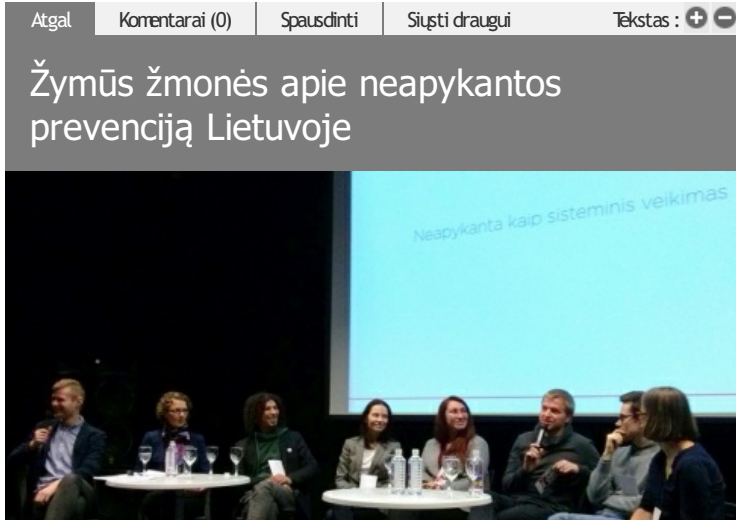 Atgal Komentarai (0) Spausdinti Siųsti draugui Tekstas :
Žymūs žmonės apie neapykantos
prevenciją Lietuvoje
Neapykanta kaip sisteminis veikimas